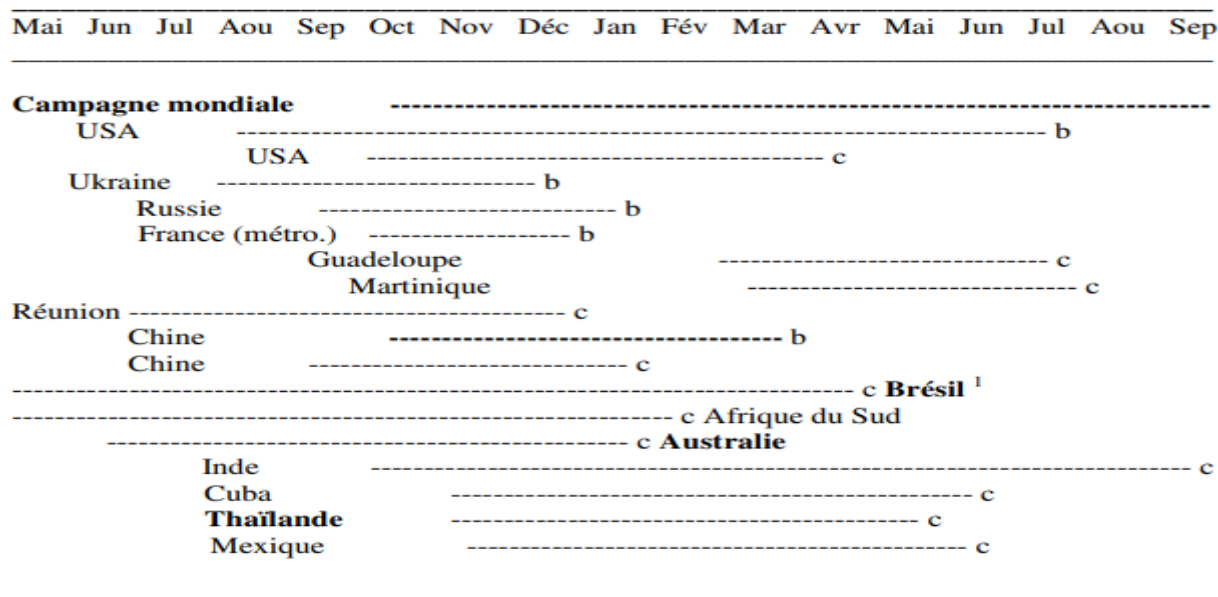 Mai Jun Jul Aou Sep Oct Nov Déc Jan Fév Mar Avr Mai Jun Jul Aou Sep
Campagne mondiale -----------------------------------------------------------------------------
USA ----------------------------------------------------------------------------- b
USA ------------------------------------------- c
Ukraine ------------------------------ b
Russie ---------------------------- b
France (métro.) ------------------- b
Guadeloupe ------------------------------- c
Martinique ------------------------------- c
Réunion ----------------------------------------- c
Chine ------------------------------------- b
Chine ------------------------------ c
-------------------------------------------------------------------------------- c Brésil ¹
--------------------------------------------------------------- c Afrique du Sud
------------------------------------------------- c Australie
Inde ------------------------------------------------------------------------------ c
Cuba ------------------------------------------------- c
Thaïlande -------------------------------------------- c
Mexique ----------------------------------------------- c